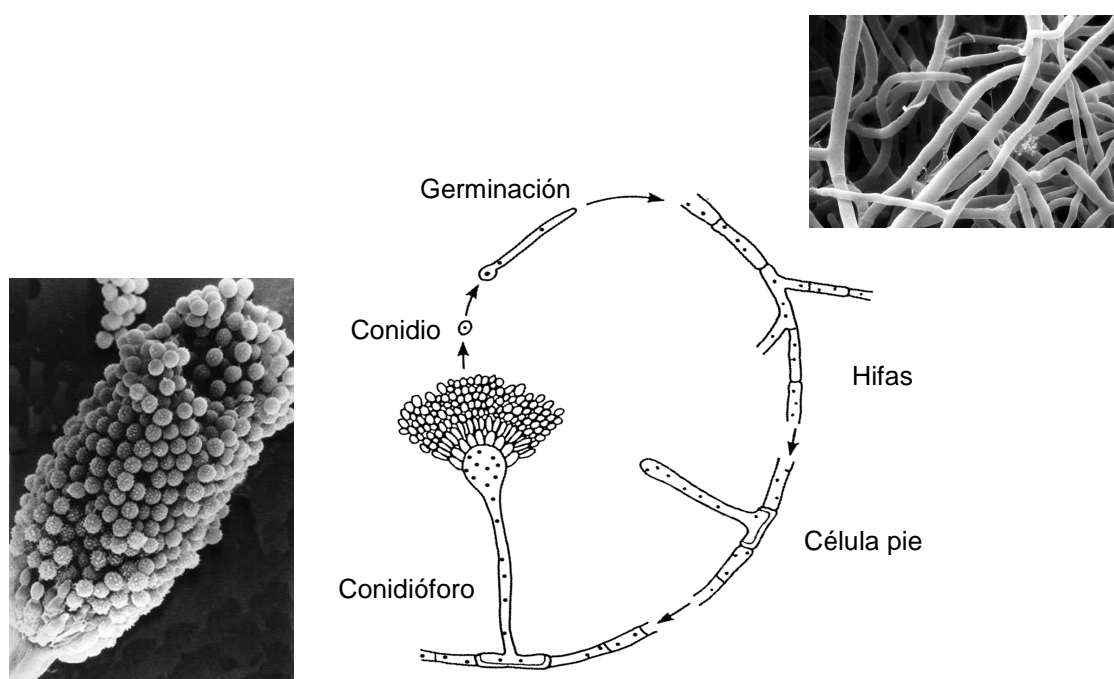 Germinación
Conidio
Hifas
Célula pie
Conidióforo